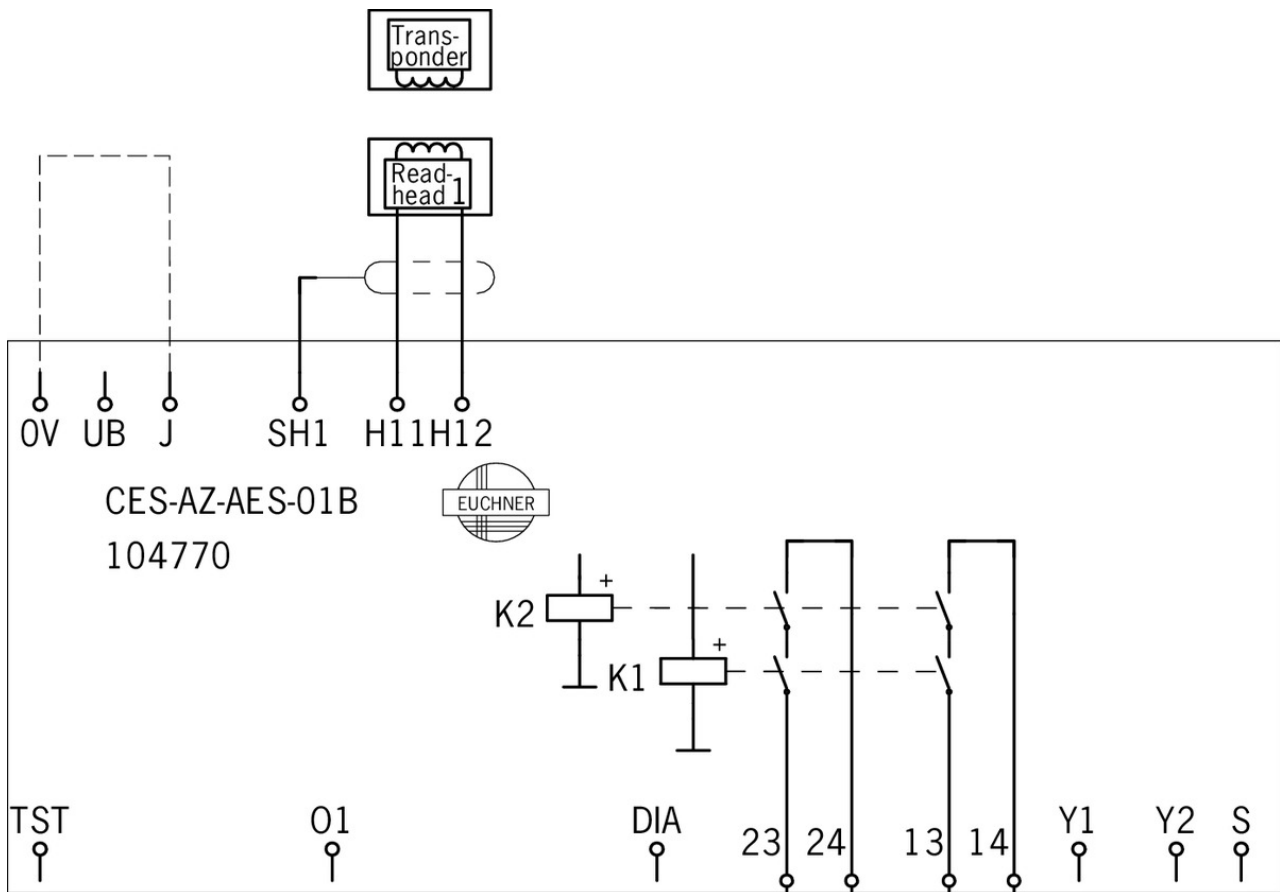 Trans-
ponder
Read-
head 1
0V UB J SH1 H11 H12
CES-AZ-AES-01B
EUCHNER
104770
+
K2
+
K1
TST O1 DIA 23 24 13 14 Y1 Y2 S